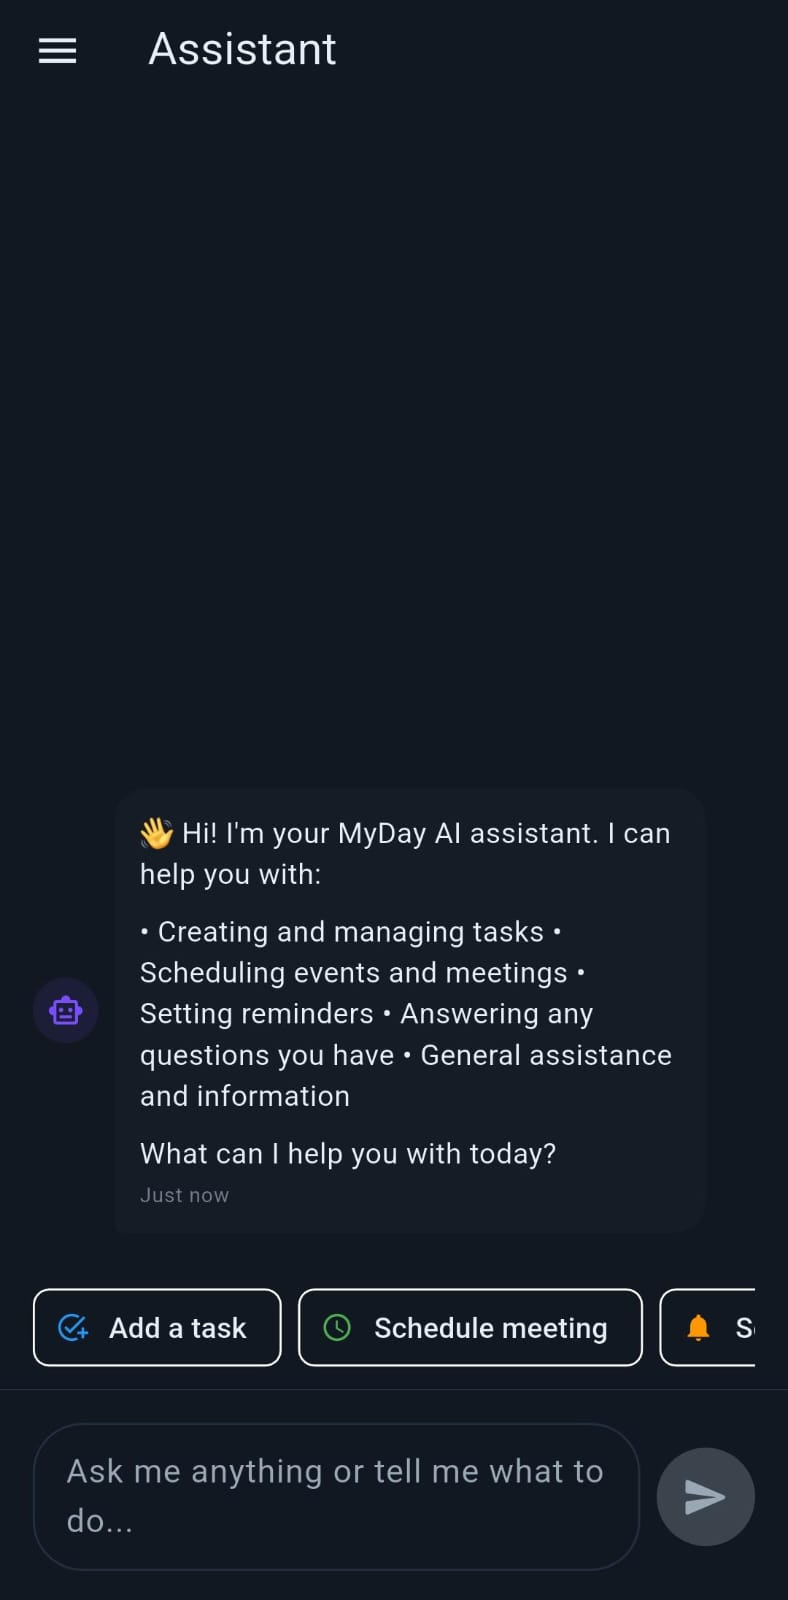 Assistant
👋 Hi! I'm your MyDay AI assistant. I can
help you with:
• Creating and managing tasks •
Scheduling events and meetings •
Setting reminders • Answering any
questions you have • General assistance
and information
What can I help you with today?
Just now
Add a task
Schedule meeting
Ask me anything or tell me what to
do...